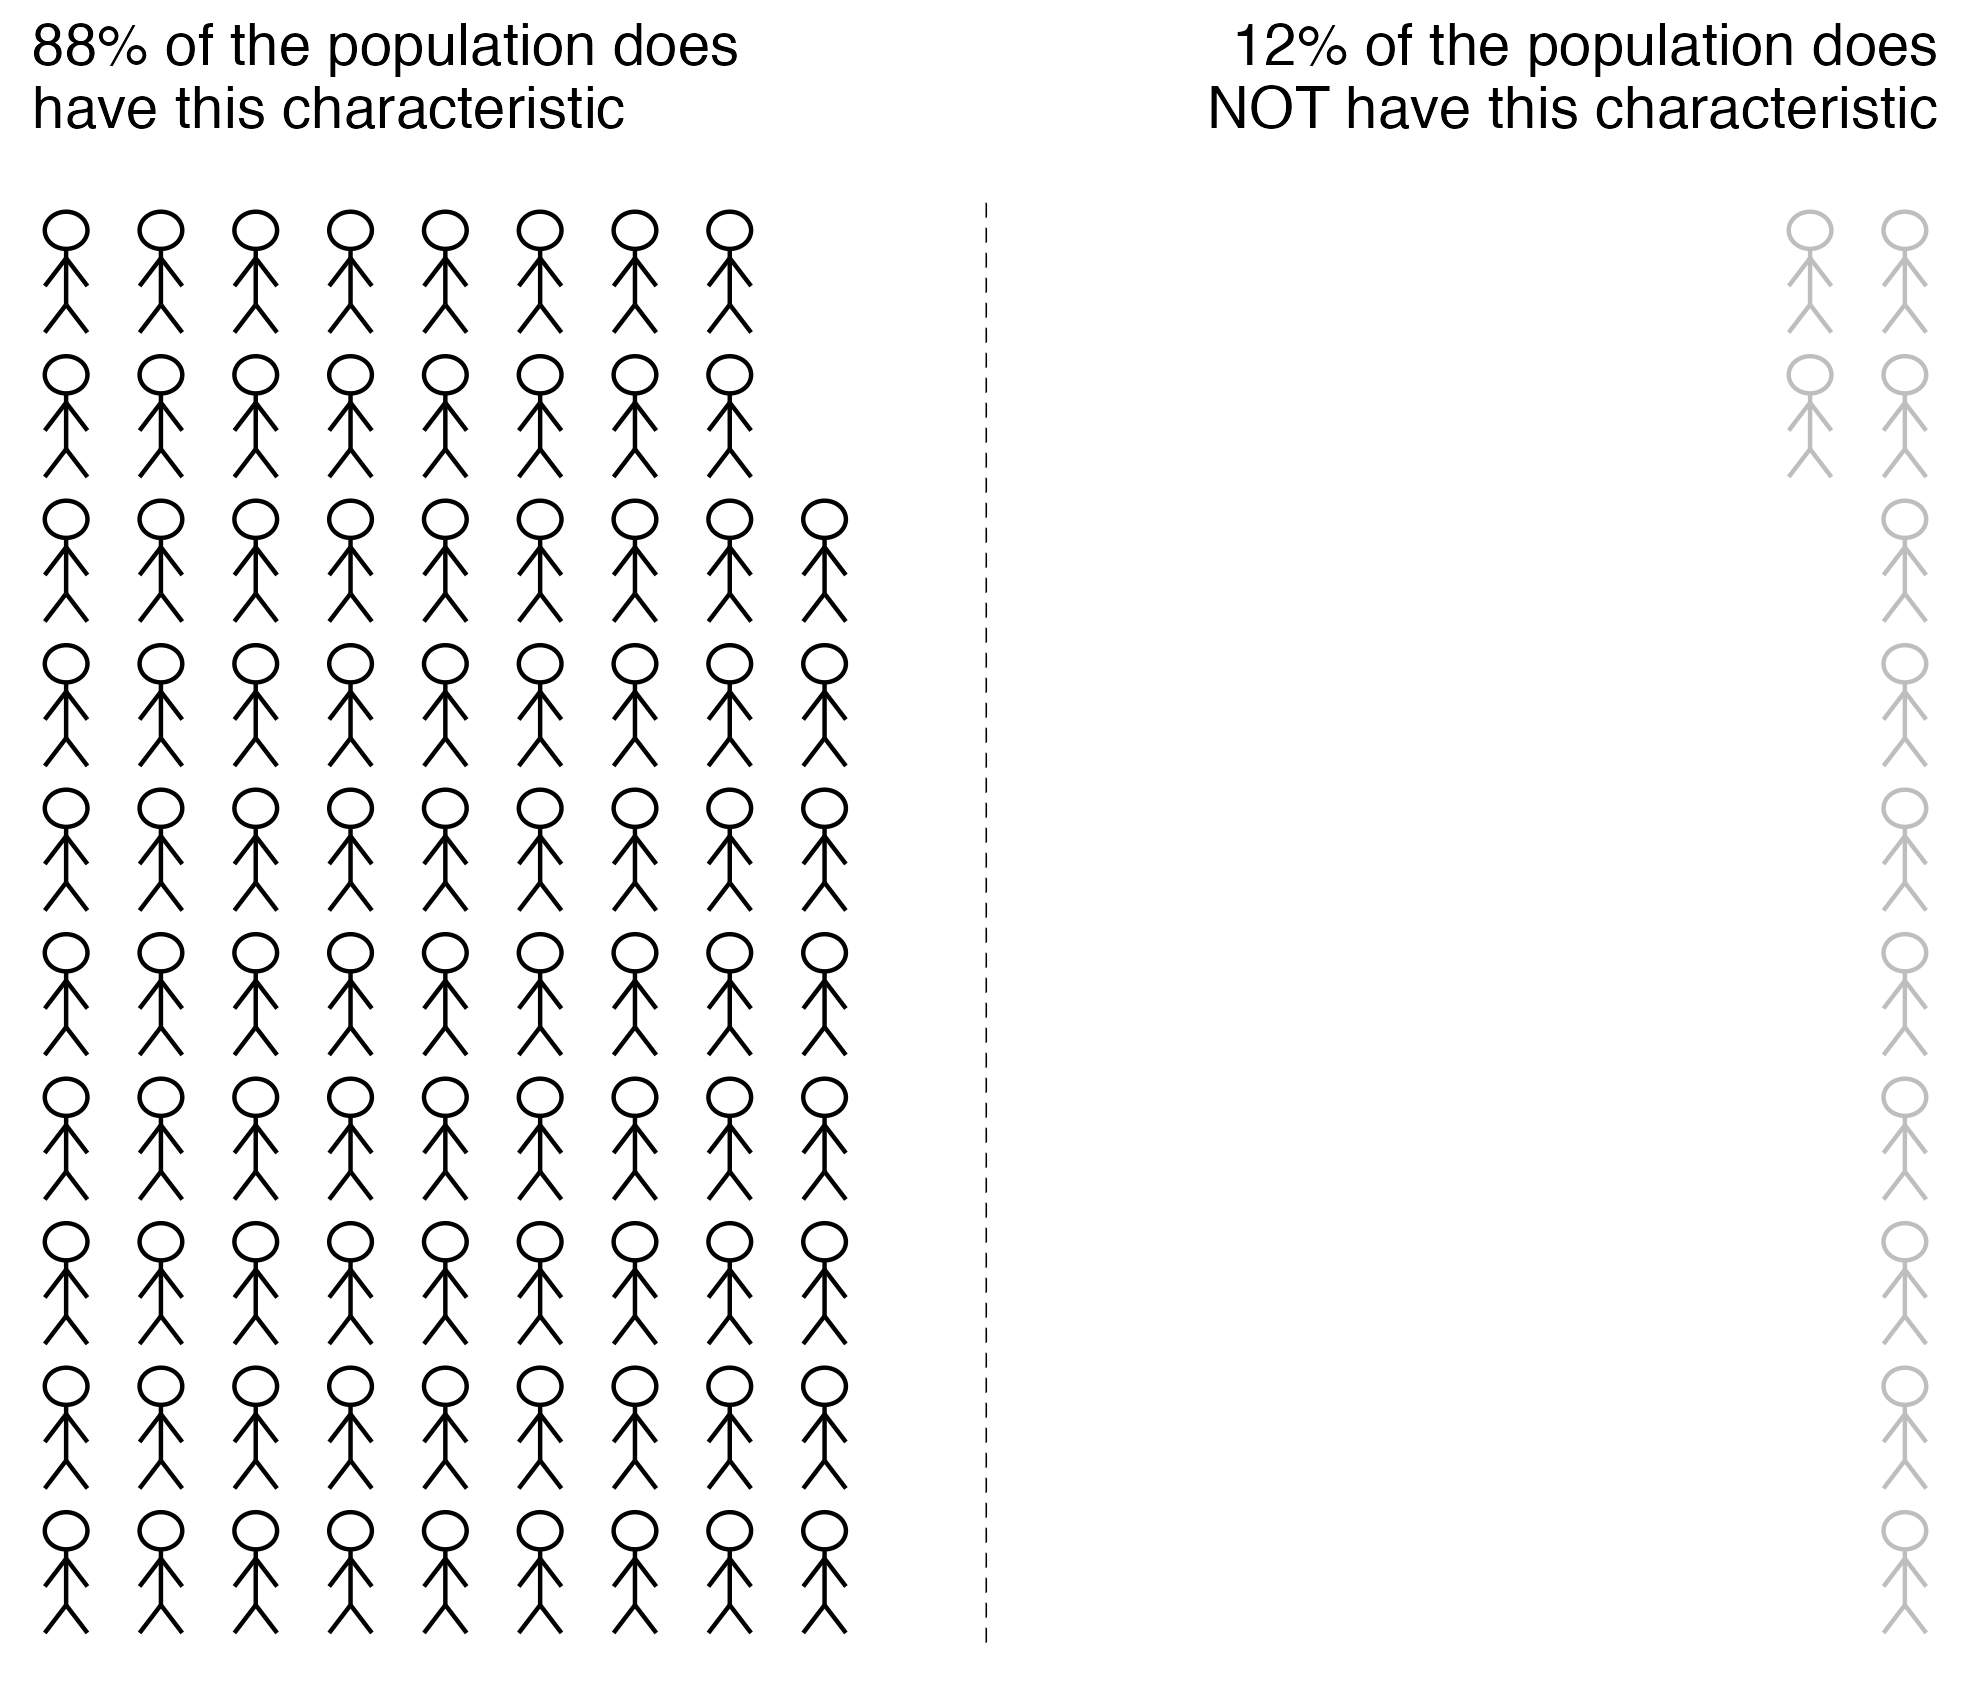 88% of the population does
have this characteristic
12% of the population does
NOT have this characteristic